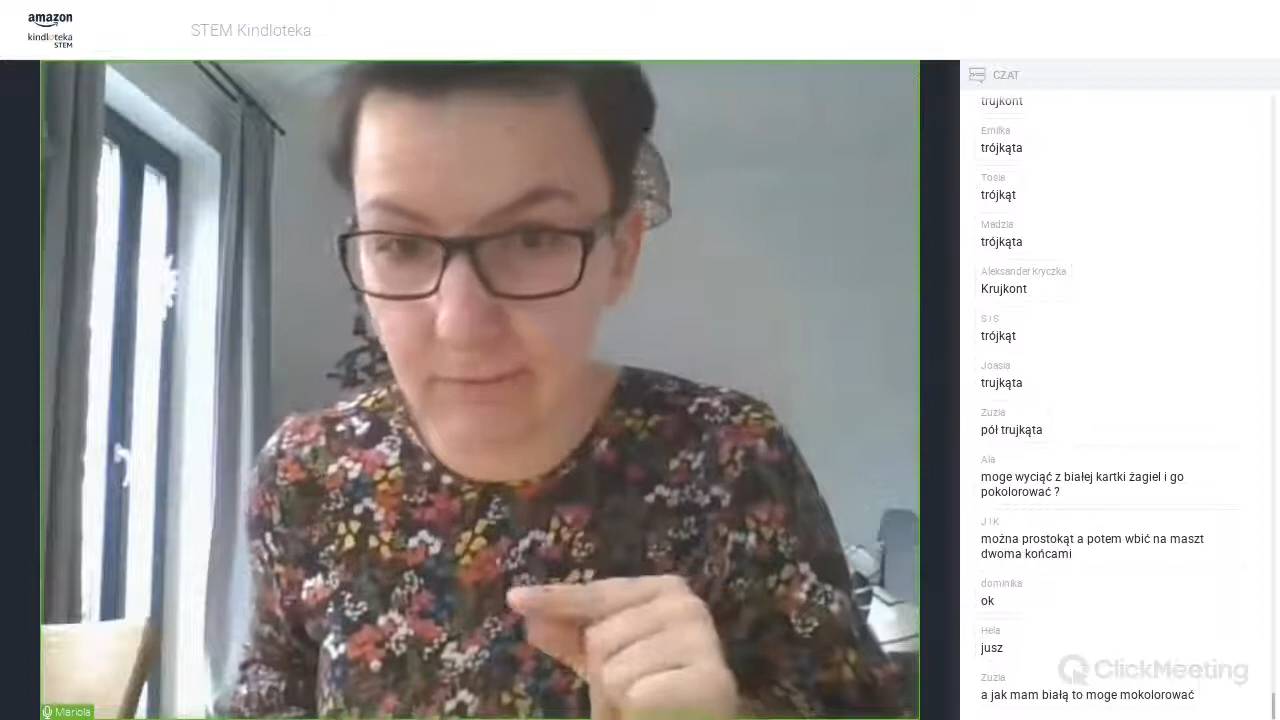 amazon
kindloteka
STEM
STEM Kindloteka
CZAT
trujkont
Emilka
trójkąta
Tosia
trójkąt
Madzia
trójkąta
Aleksander Kryczka
Krujkont
S I S
trójkąt
Joasia
trujkąta
Zuzia
pół trujkąta
Ala
moge wyciąć z białej kartki żagiel i go
pokolorować ?
J I K
można prostokąt a potem wbić na maszt
dwoma końcami
dominika
ok
Hela
jusz
Zuzia
a jak mam białą to moge mokolorować
ClickMeeting
Mariola